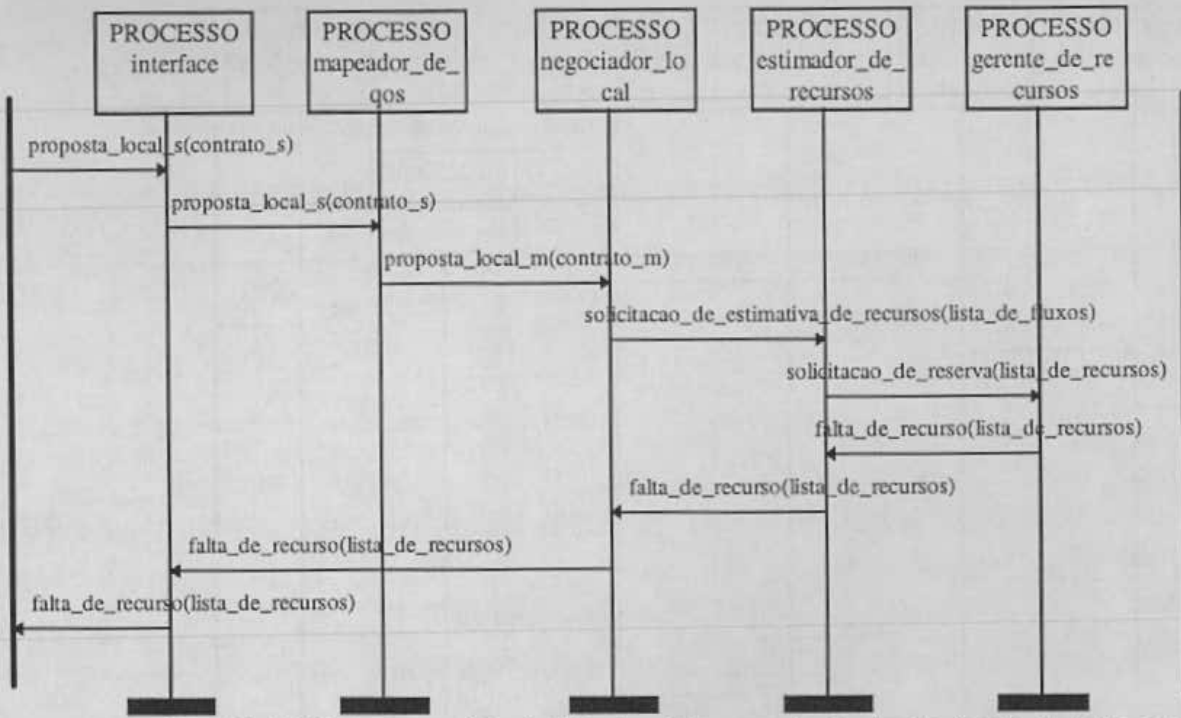 PROCESSO
interface
PROCESSO
mapeador_de_
qos
PROCESSO
negociador_lo
cal
PROCESSO
estimador_de_
recursos
PROCESSO
gerente_de_re
cursos
proposta_local_s(contrato_s)
proposta_local_s(contrato_s)
proposta_local_m(contrato_m)
solicitacao_de_estimativa_de_recursos(lista_de_fluxos)
solicitacao_de_reserva(lista_de_recursos)
falta_de_recurso(lista_de_recursos)
falta_de_recurso(lista_de_recursos)
falta_de_recurso(lista_de_recursos)
falta_de_recurso(lista_de_recursos)